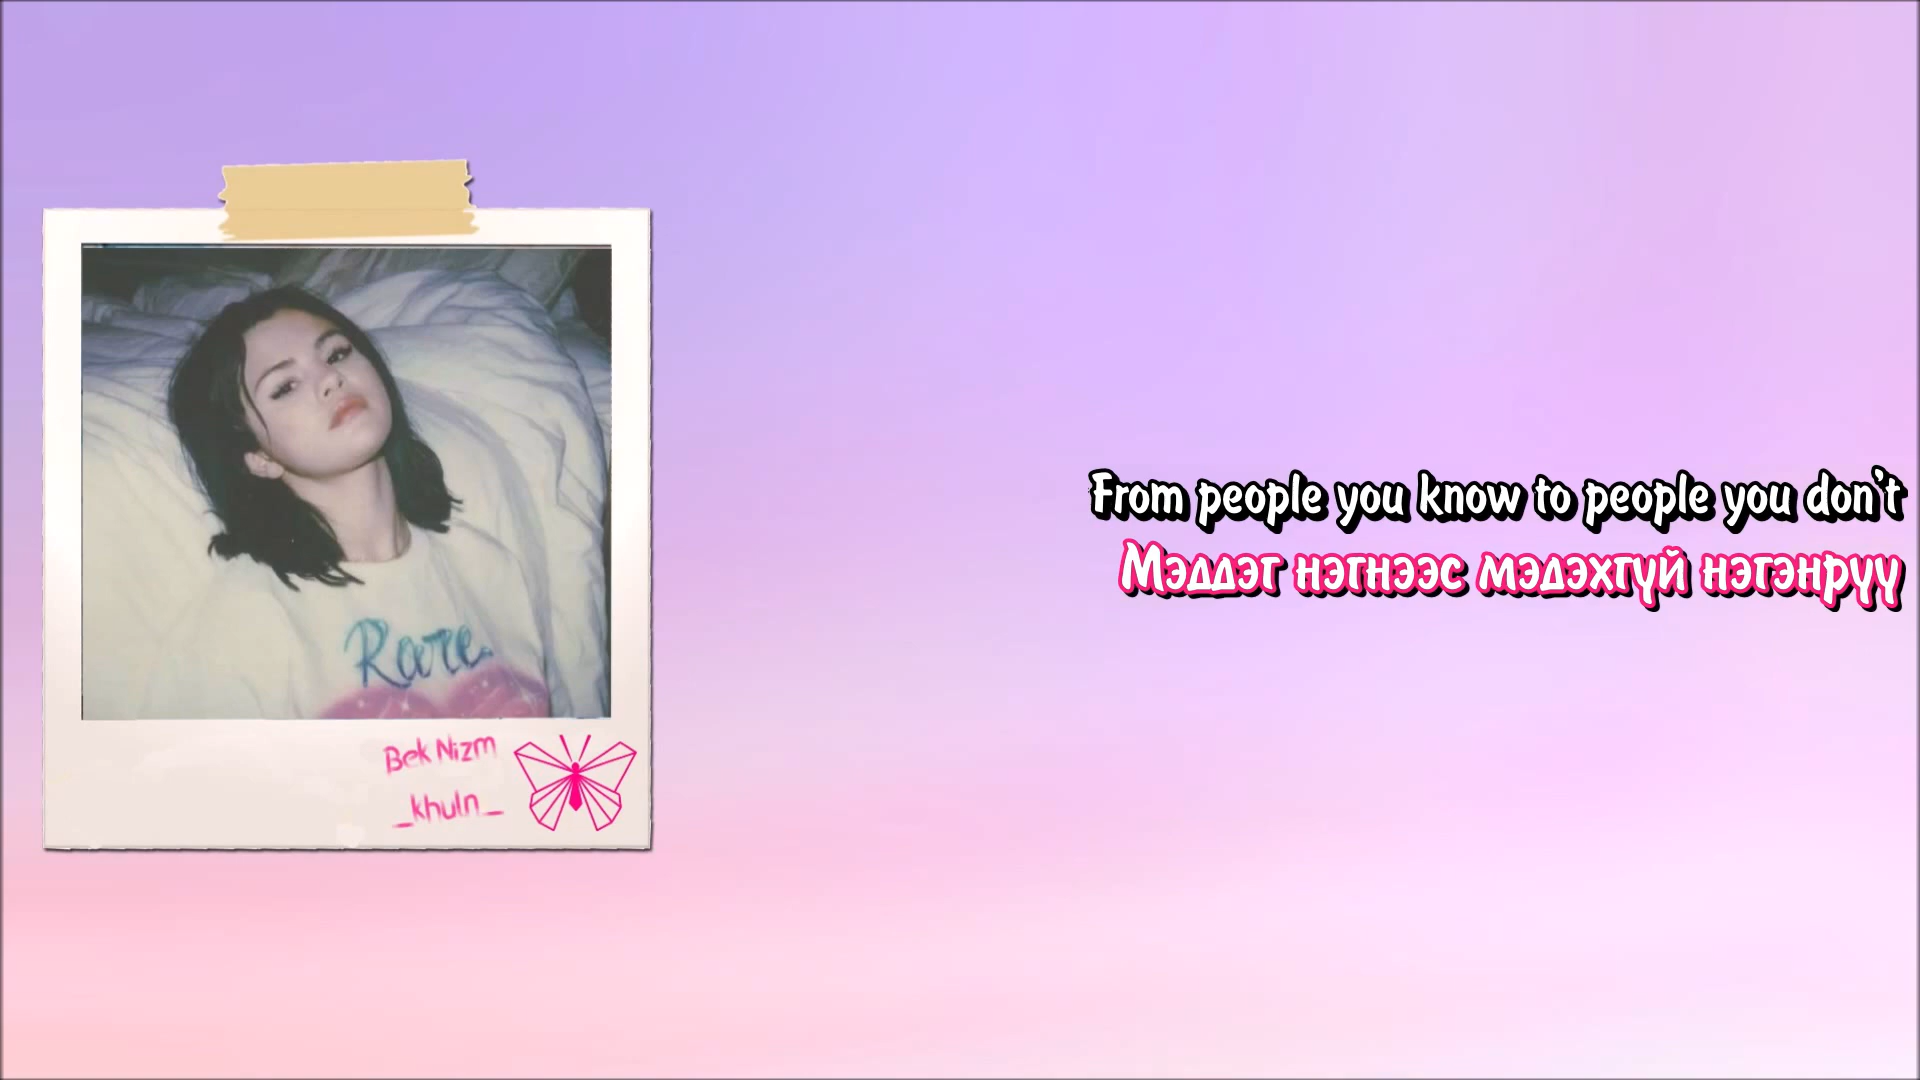 From people you know to people you don't
Мэддэг нэгнээс мэдэхгүй нэгэнрүү
Rare
Bek Nizm
_khuln_